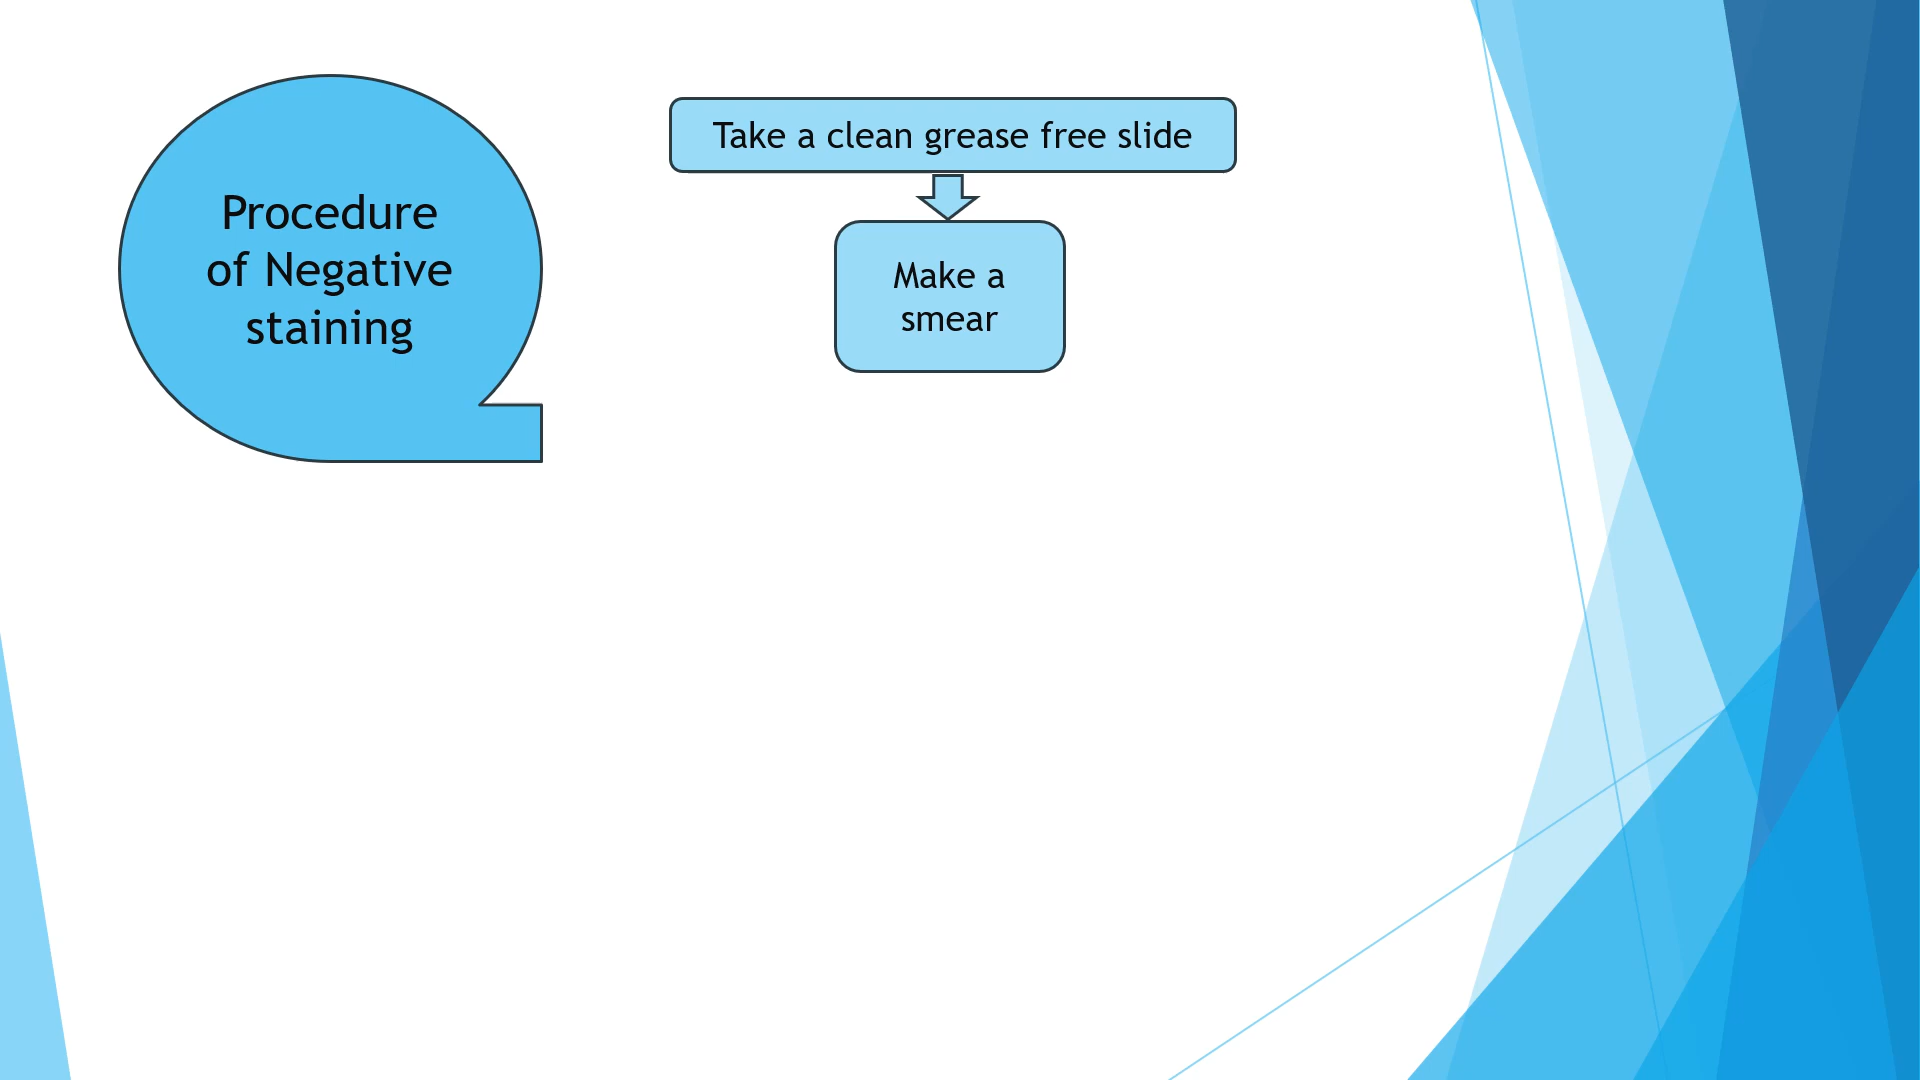 Procedure
of Negative
staining
Take a clean grease free slide
Make a
smear